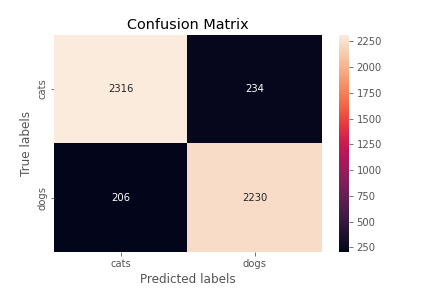 Confusion Matrix
2250
2000
1750
1500
1250
1000
750
500
250
True labels
cats
dogs
2316
234
206
2230
cats
dogs
Predicted labels